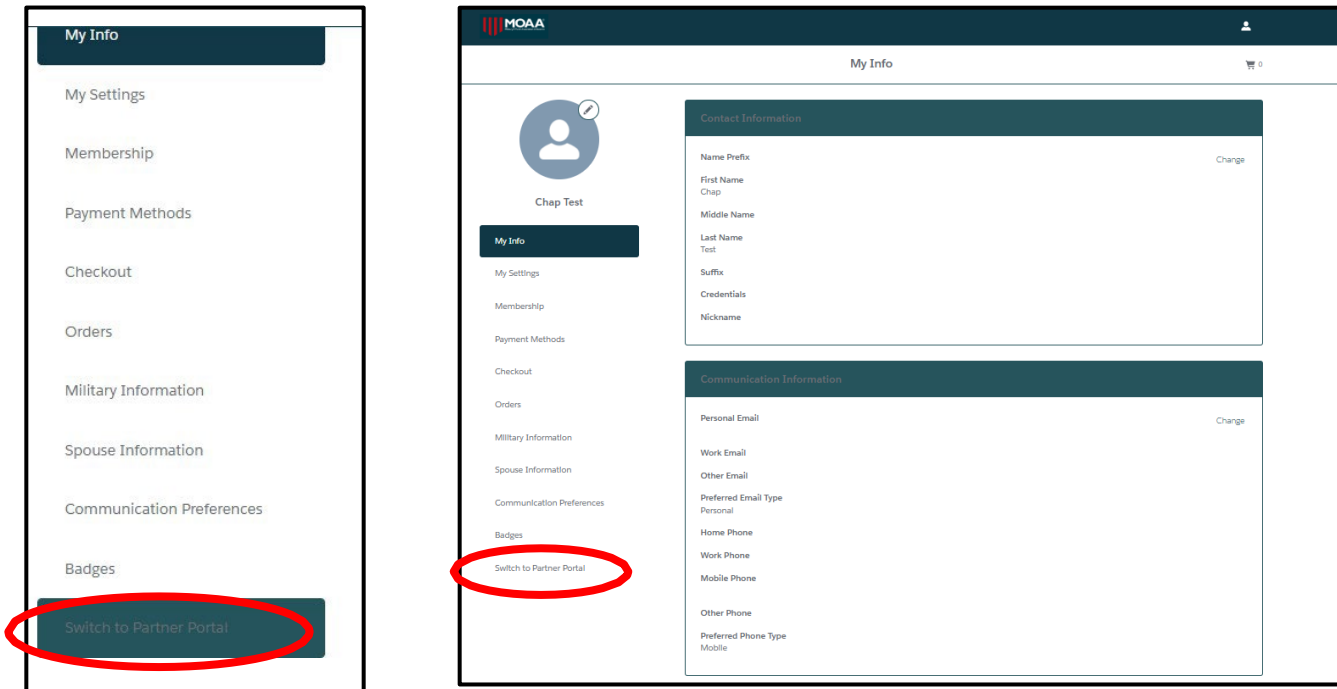 My Info
My Settings
Membership
Payment Methods
Checkout
Orders
Military Information
Spouse Information
Communication Preferences
Badges
Switch to Partner Portal
MOAA
My Info
0
Chap Test
My Info
My Settings
Membership
Payment Methods
Checkout
Orders
Military Information
Spouse Information
Communication Preferences
Badges
Switch to Partner Portal
Contact Information
Name Prefix
Change
First Name
Chap
Middle Name
Last Name
Test
Suffix
Credentials
Nickname
Communication Information
Personal Email
Change
Work Email
Other Email
Preferred Email Type
Personal
Home Phone
Work Phone
Mobile Phone
Other Phone
Preferred Phone Type
Mobile